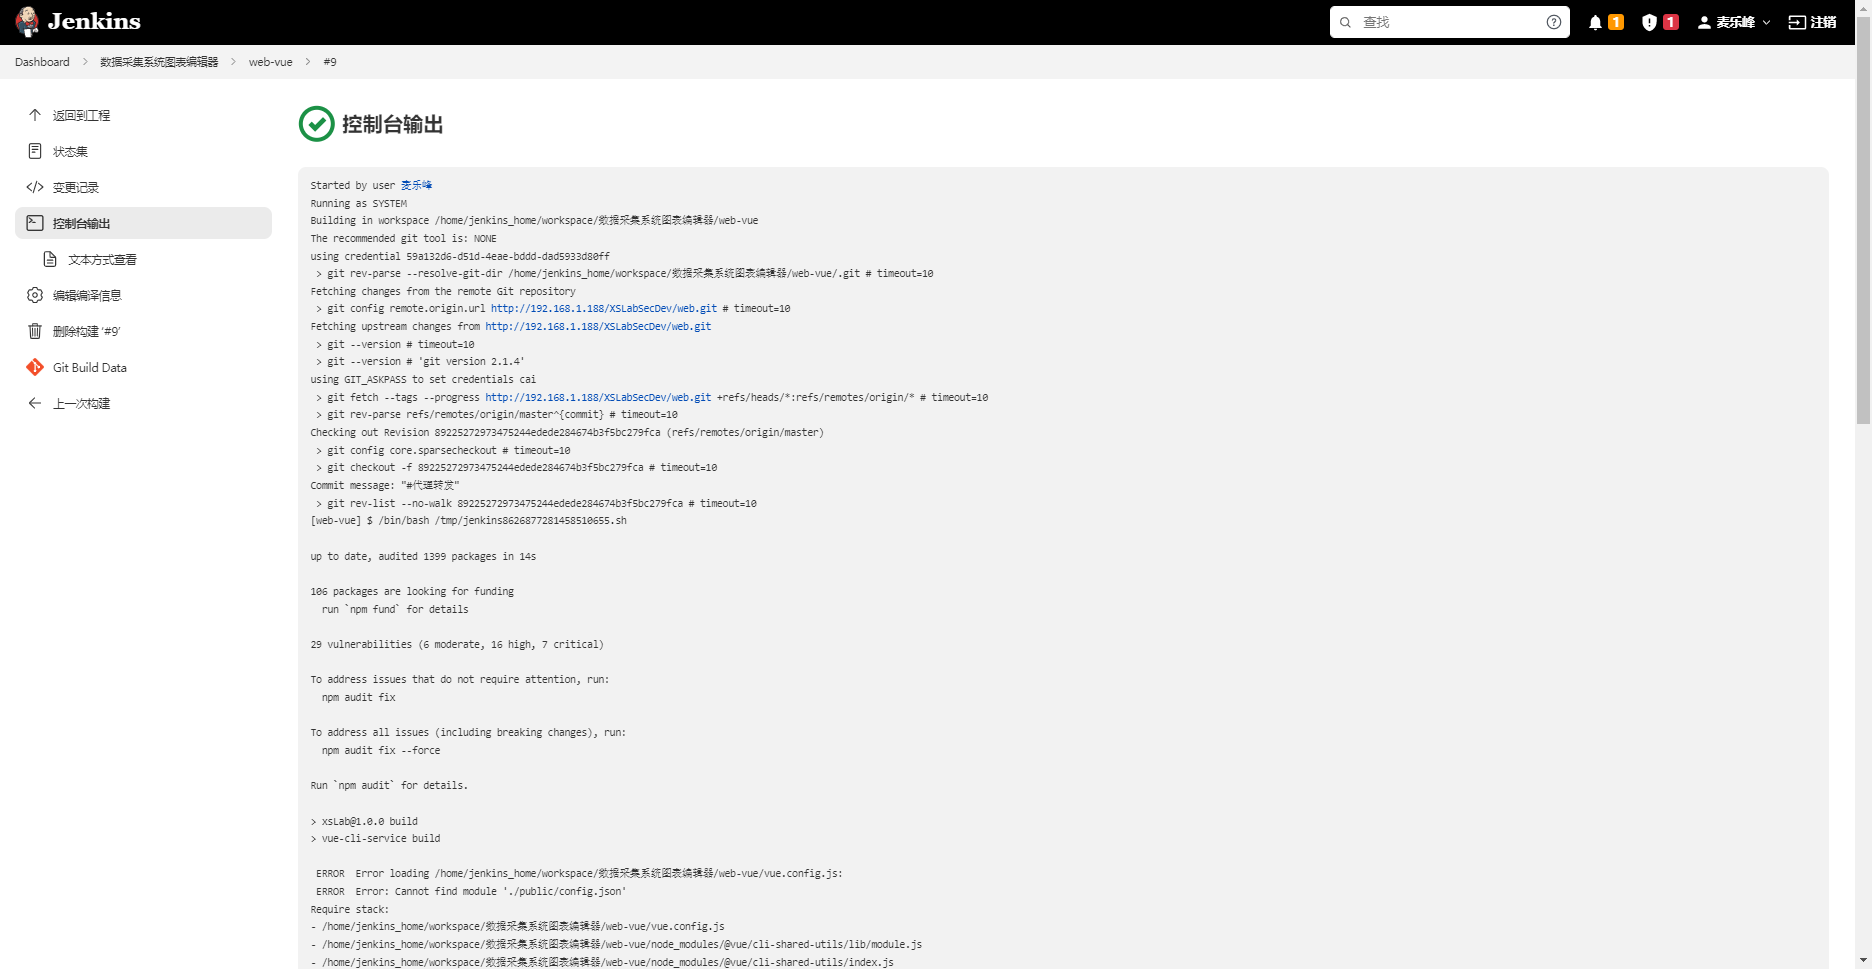 Jenkins
查找
1
1
麦乐峰
注销
Dashboard
数据采集系统图表编辑器
web-vue
#9
返回到工程
状态集
变更记录
控制台输出
文本方式查看
编辑编译信息
删除构建 ‘#9’
Git Build Data
上一次构建
控制台输出
Started by user 麦乐峰
Running as SYSTEM
Building in workspace /home/jenkins_home/workspace/数据采集系统图表编辑器/web-vue
The recommended git tool is: NONE
using credential 59a132d6-d51d-4eae-bddd-dad5933d80ff
> git rev-parse --resolve-git-dir /home/jenkins_home/workspace/数据采集系统图表编辑器/web-vue/.git # timeout=10
Fetching changes from the remote Git repository
> git config remote.origin.url http://192.168.1.188/XSLabSecDev/web.git # timeout=10
Fetching upstream changes from http://192.168.1.188/XSLabSecDev/web.git
> git --version # timeout=10
> git --version # 'git version 2.1.4'
using GIT_ASKPASS to set credentials cai
> git fetch --tags --progress http://192.168.1.188/XSLabSecDev/web.git +refs/heads/*:refs/remotes/origin/* # timeout=10
> git rev-parse refs/remotes/origin/master^{commit} # timeout=10
Checking out Revision 89225272973475244edede284674b3f5bc279fca (refs/remotes/origin/master)
> git config core.sparsecheckout # timeout=10
> git checkout -f 89225272973475244edede284674b3f5bc279fca # timeout=10
Commit message: "#代理转发"
> git rev-list --no-walk 89225272973475244edede284674b3f5bc279fca # timeout=10
[web-vue] $ /bin/bash /tmp/jenkins8626877281458510655.sh
up to date, audited 1399 packages in 14s
106 packages are looking for funding
run `npm fund` for details
29 vulnerabilities (6 moderate, 16 high, 7 critical)
To address issues that do not require attention, run:
npm audit fix
To address all issues (including breaking changes), run:
npm audit fix --force
Run `npm audit` for details.
> xsLab@1.0.0 build
> vue-cli-service build
ERROR  Error loading /home/jenkins_home/workspace/数据采集系统图表编辑器/web-vue/vue.config.js:
ERROR  Error: Cannot find module './public/config.json'
Require stack:
- /home/jenkins_home/workspace/数据采集系统图表编辑器/web-vue/vue.config.js
- /home/jenkins_home/workspace/数据采集系统图表编辑器/web-vue/node_modules/@vue/cli-shared-utils/lib/module.js
- /home/jenkins_home/workspace/数据采集系统图表编辑器/web-vue/node_modules/@vue/cli-shared-utils/index.js